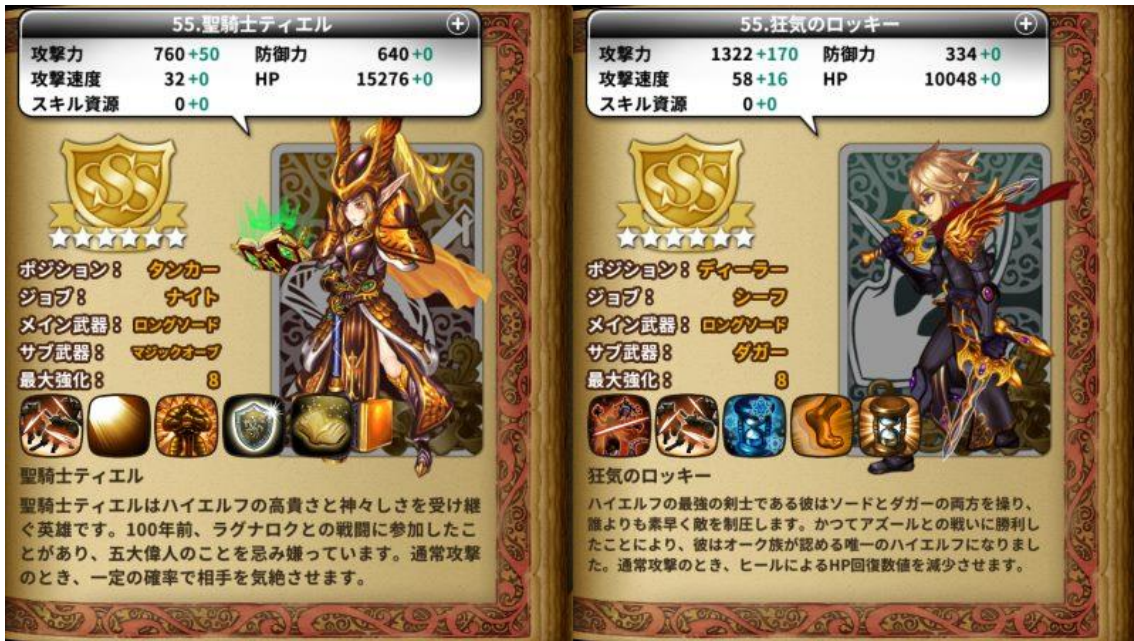 55.聖騎士ティエル
攻撃力 760+50 防御力 640+0
攻撃速度 32+0 HP 15276+0
スキル資源 0+0
SSS
ポジション: タンカー
ジョブ: ナイト
メイン武器: ロングソード
サブ武器: マジックオーブ
最大強化: 8
聖騎士ティエル
聖騎士ティエルはハイエルフの高貴さと神々しさを受け継
ぐ英雄です。100年前、ラグナロクとの戦闘に参加したこ
とがあり、五大偉人のことを忌み嫌っています。通常攻撃
のとき、一定の確率で相手を気絶させます。
55.狂気のロッキー
攻撃力 1322+170 防御力 334+0
攻撃速度 58+16 HP 10048+0
スキル資源 0+0
SSS
ポジション: ディーラー
ジョブ: シーフ
メイン武器: ロングソード
サブ武器: ダガー
最大強化: 8
狂気のロッキー
ハイエルフの最強の剣士である彼はソードとダガーの両方を操り、
誰よりも素早く敵を制圧します。かつてアズールとの戦いに勝利し
たことにより、彼はオーク族が認める唯一のハイエルフになりまし
た。通常攻撃のとき、ヒールによるHP回復数値を減少させます。